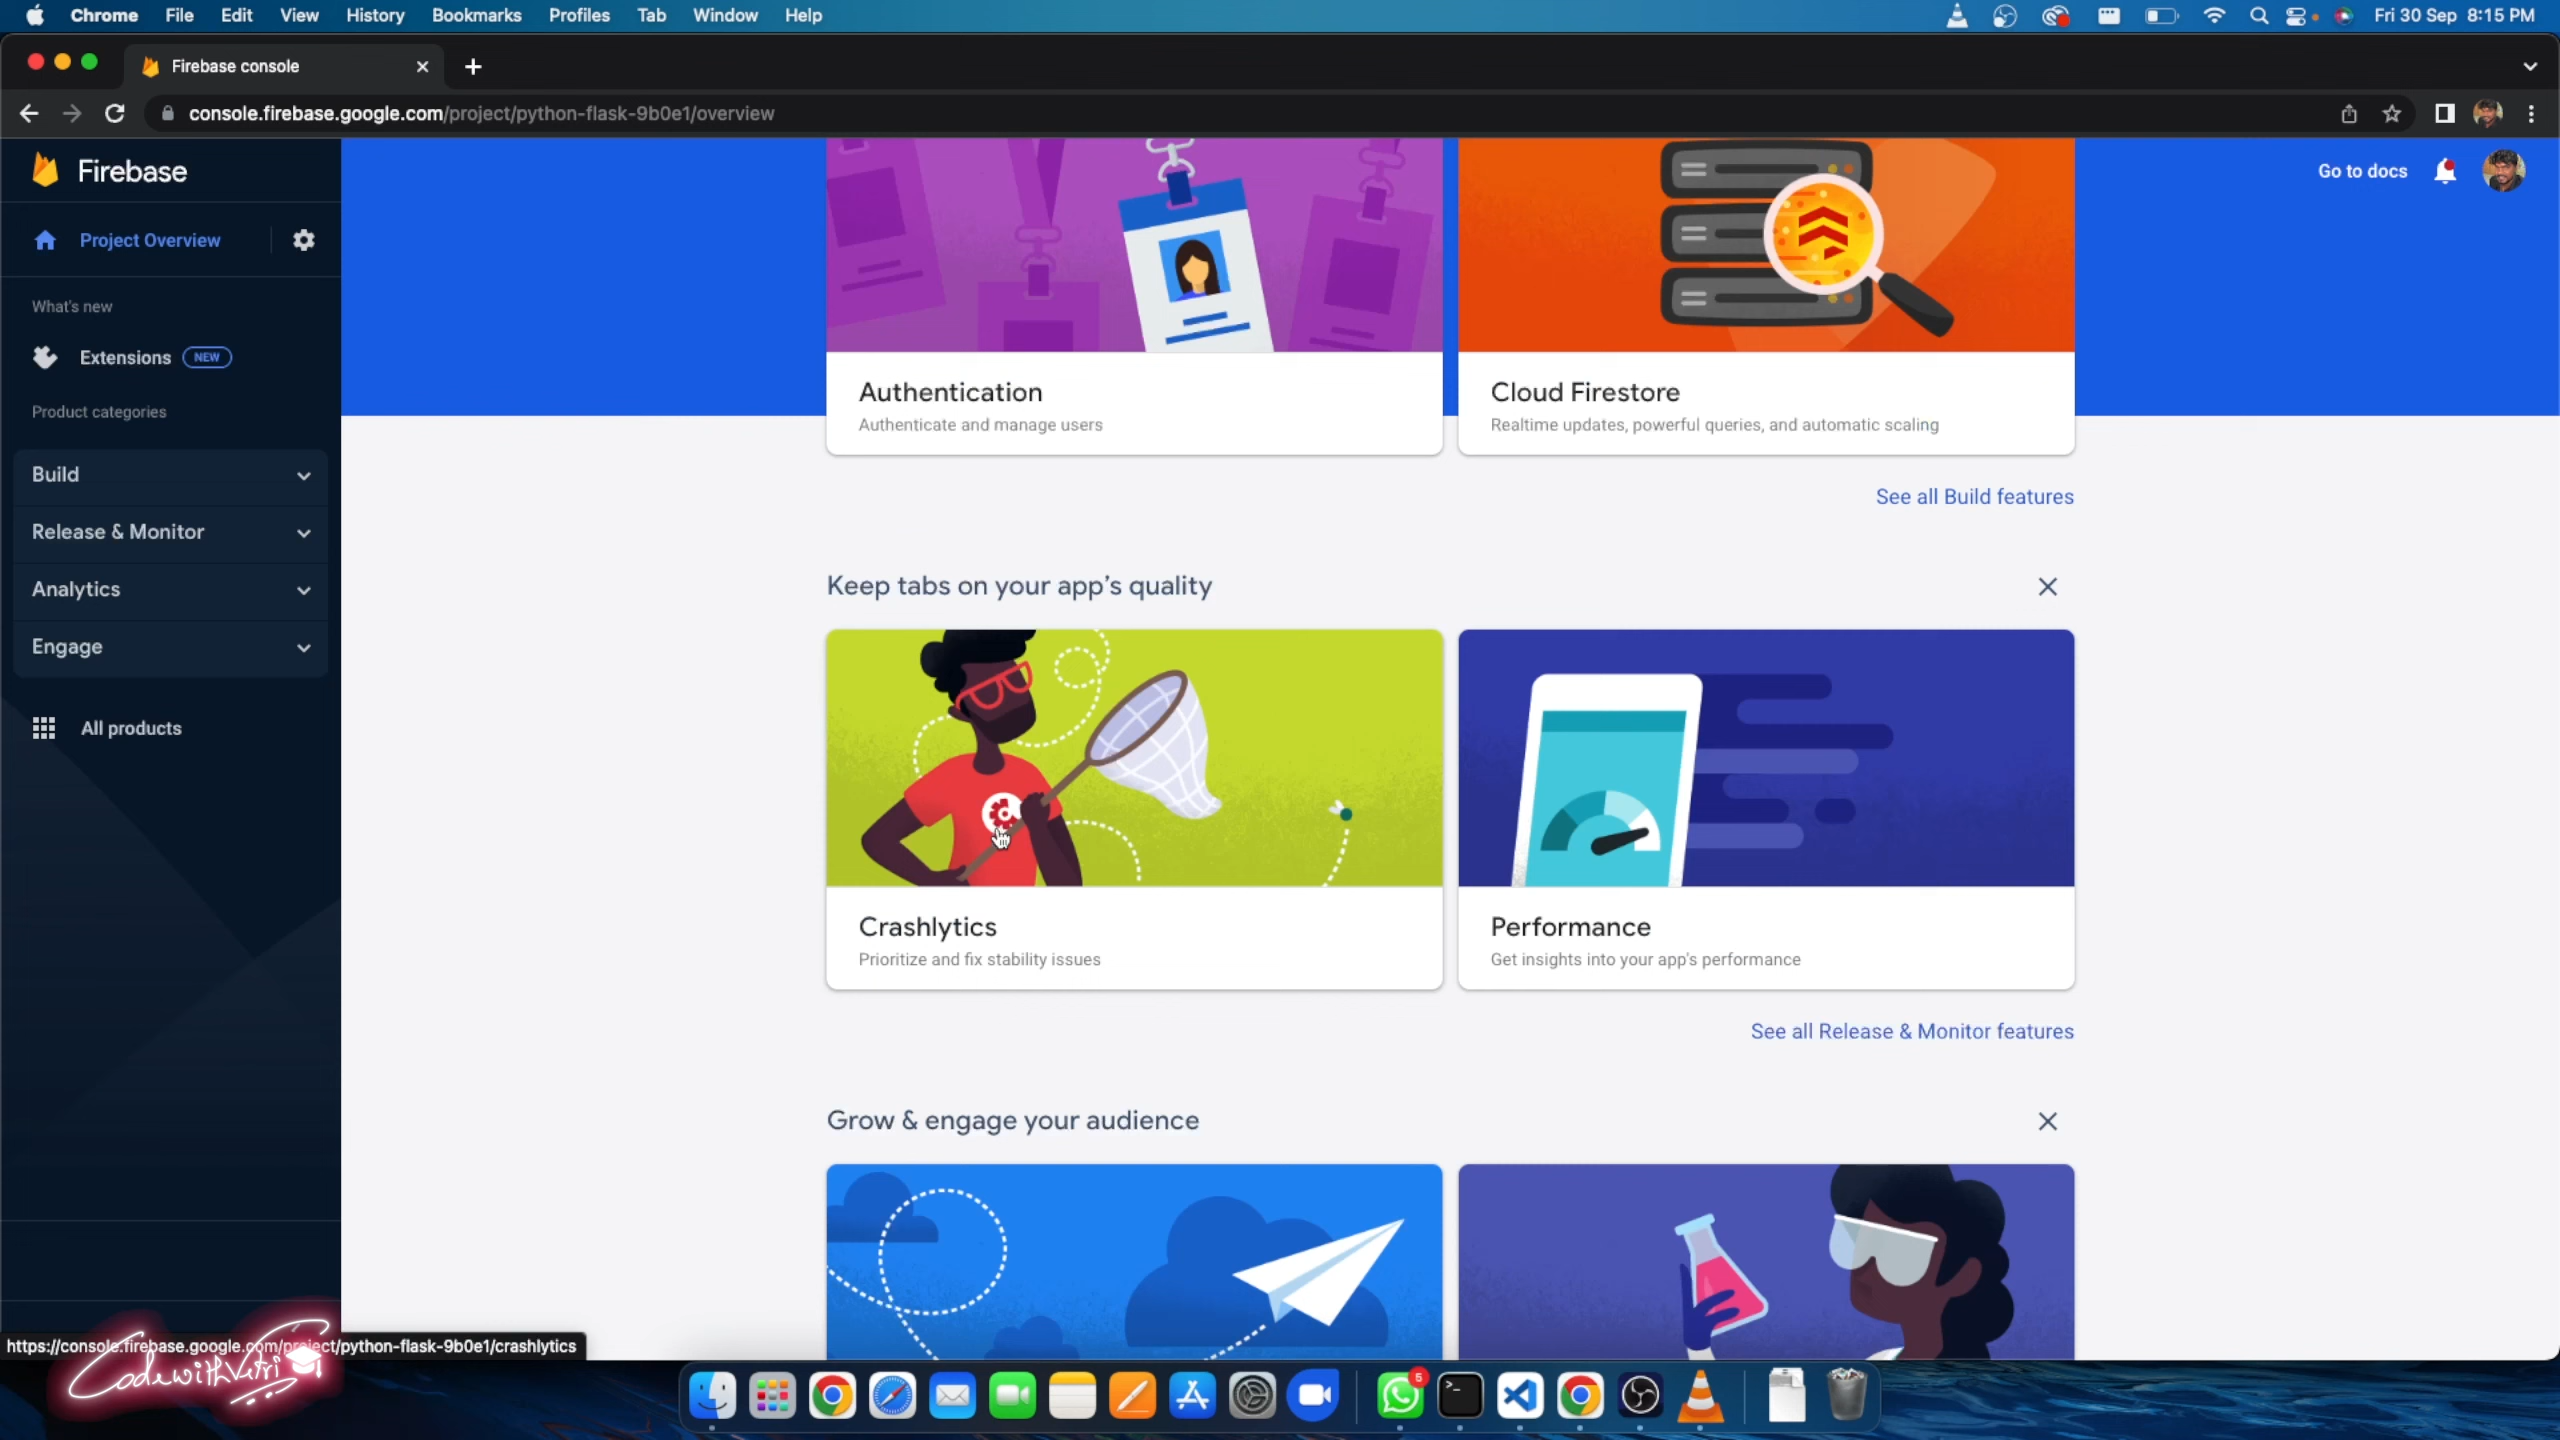 Chrome File Edit View History Bookmarks Profiles Tab Window Help
Fri 30 Sep 8:15 PM
Firebase console
console.firebase.google.com/project/python-flask-9b0e1/overview
Firebase
Go to docs
Project Overview
What's new
Extensions NEW
Product categories
Build
Release & Monitor
Analytics
Engage
All products
Authentication
Authenticate and manage users
Cloud Firestore
Realtime updates, powerful queries, and automatic scaling
See all Build features
Keep tabs on your app's quality
Crashlytics
Prioritize and fix stability issues
Performance
Get insights into your app's performance
See all Release & Monitor features
Grow & engage your audience
https://console.firebase.google.com/project/python-flask-9b0e1/crashlytics
CodewithVetri
5